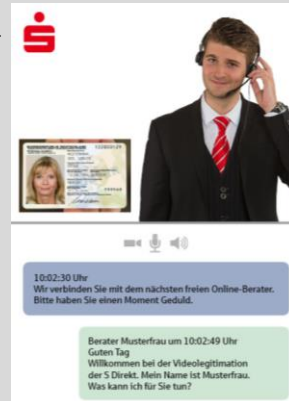 10:02:30 Uhr
Wir verbinden Sie mit dem nächsten freien Online-Berater.
Bitte haben Sie einen Moment Geduld.
Berater Musterfrau um 10:02:49 Uhr
Guten Tag
Willkommen bei der Videolegitimation
der S Direkt. Mein Name ist Musterfrau.
Was kann ich für Sie tun?